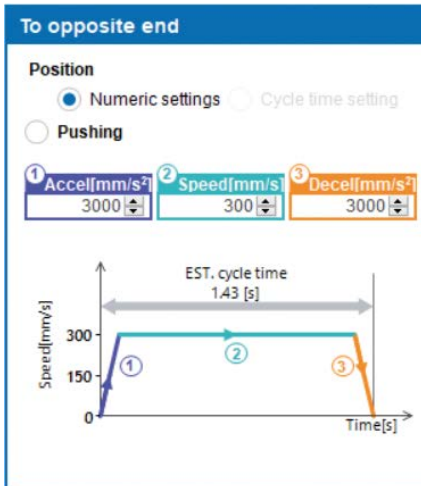 To opposite end
Position
Numeric settings Cycle time setting
Pushing
1 Accel[mm/s²] 2 Speed[mm/s] 3 Decel[mm/s²]
3000 300 3000
EST. cycle time
1.43 [s]
Speed[mm/s]
300
150
0
1
2
3
Time[s]